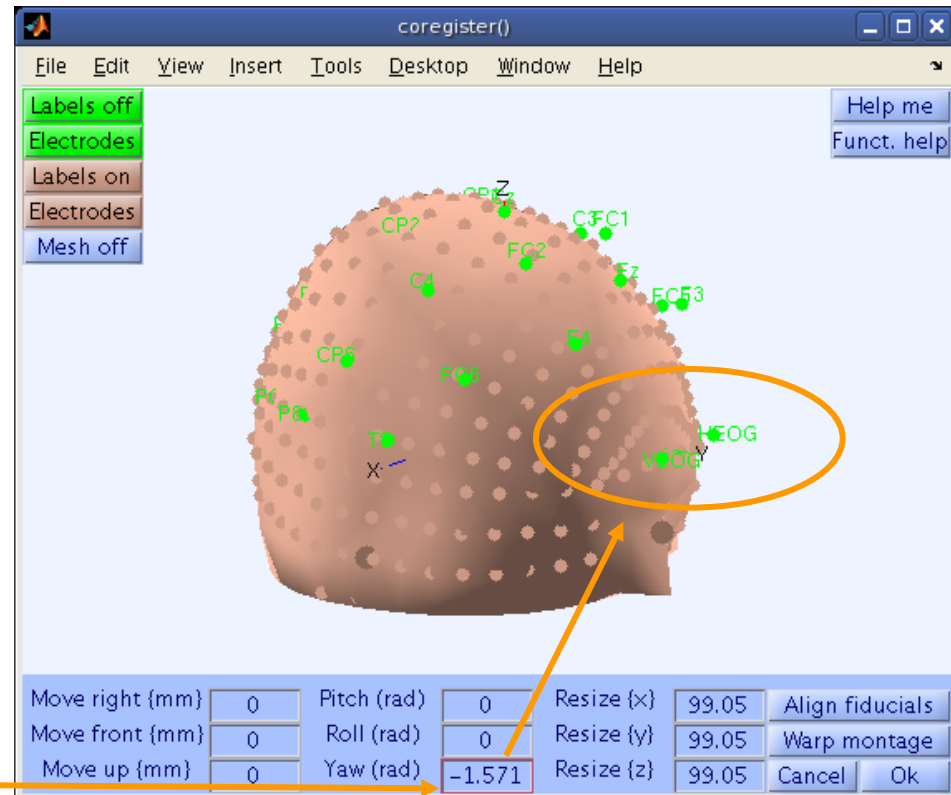 coregister()
File Edit View Insert Tools Desktop Window Help
Labels off
Electrodes
Labels on
Electrodes
Mesh off
Help me
Funct. help
Z
CP2
C3 FC1
FC2
Fz
C4
F3
F4
CP6
FC6
P8
HEOG
VEOG
Y
X
Move right {mm} 0 Pitch (rad) 0 Resize {x} 99.05 Align fiducials
Move front {mm} 0 Roll (rad) 0 Resize {y} 99.05 Warp montage
Move up {mm} 0 Yaw (rad) -1.571 Resize {z} 99.05 Cancel Ok